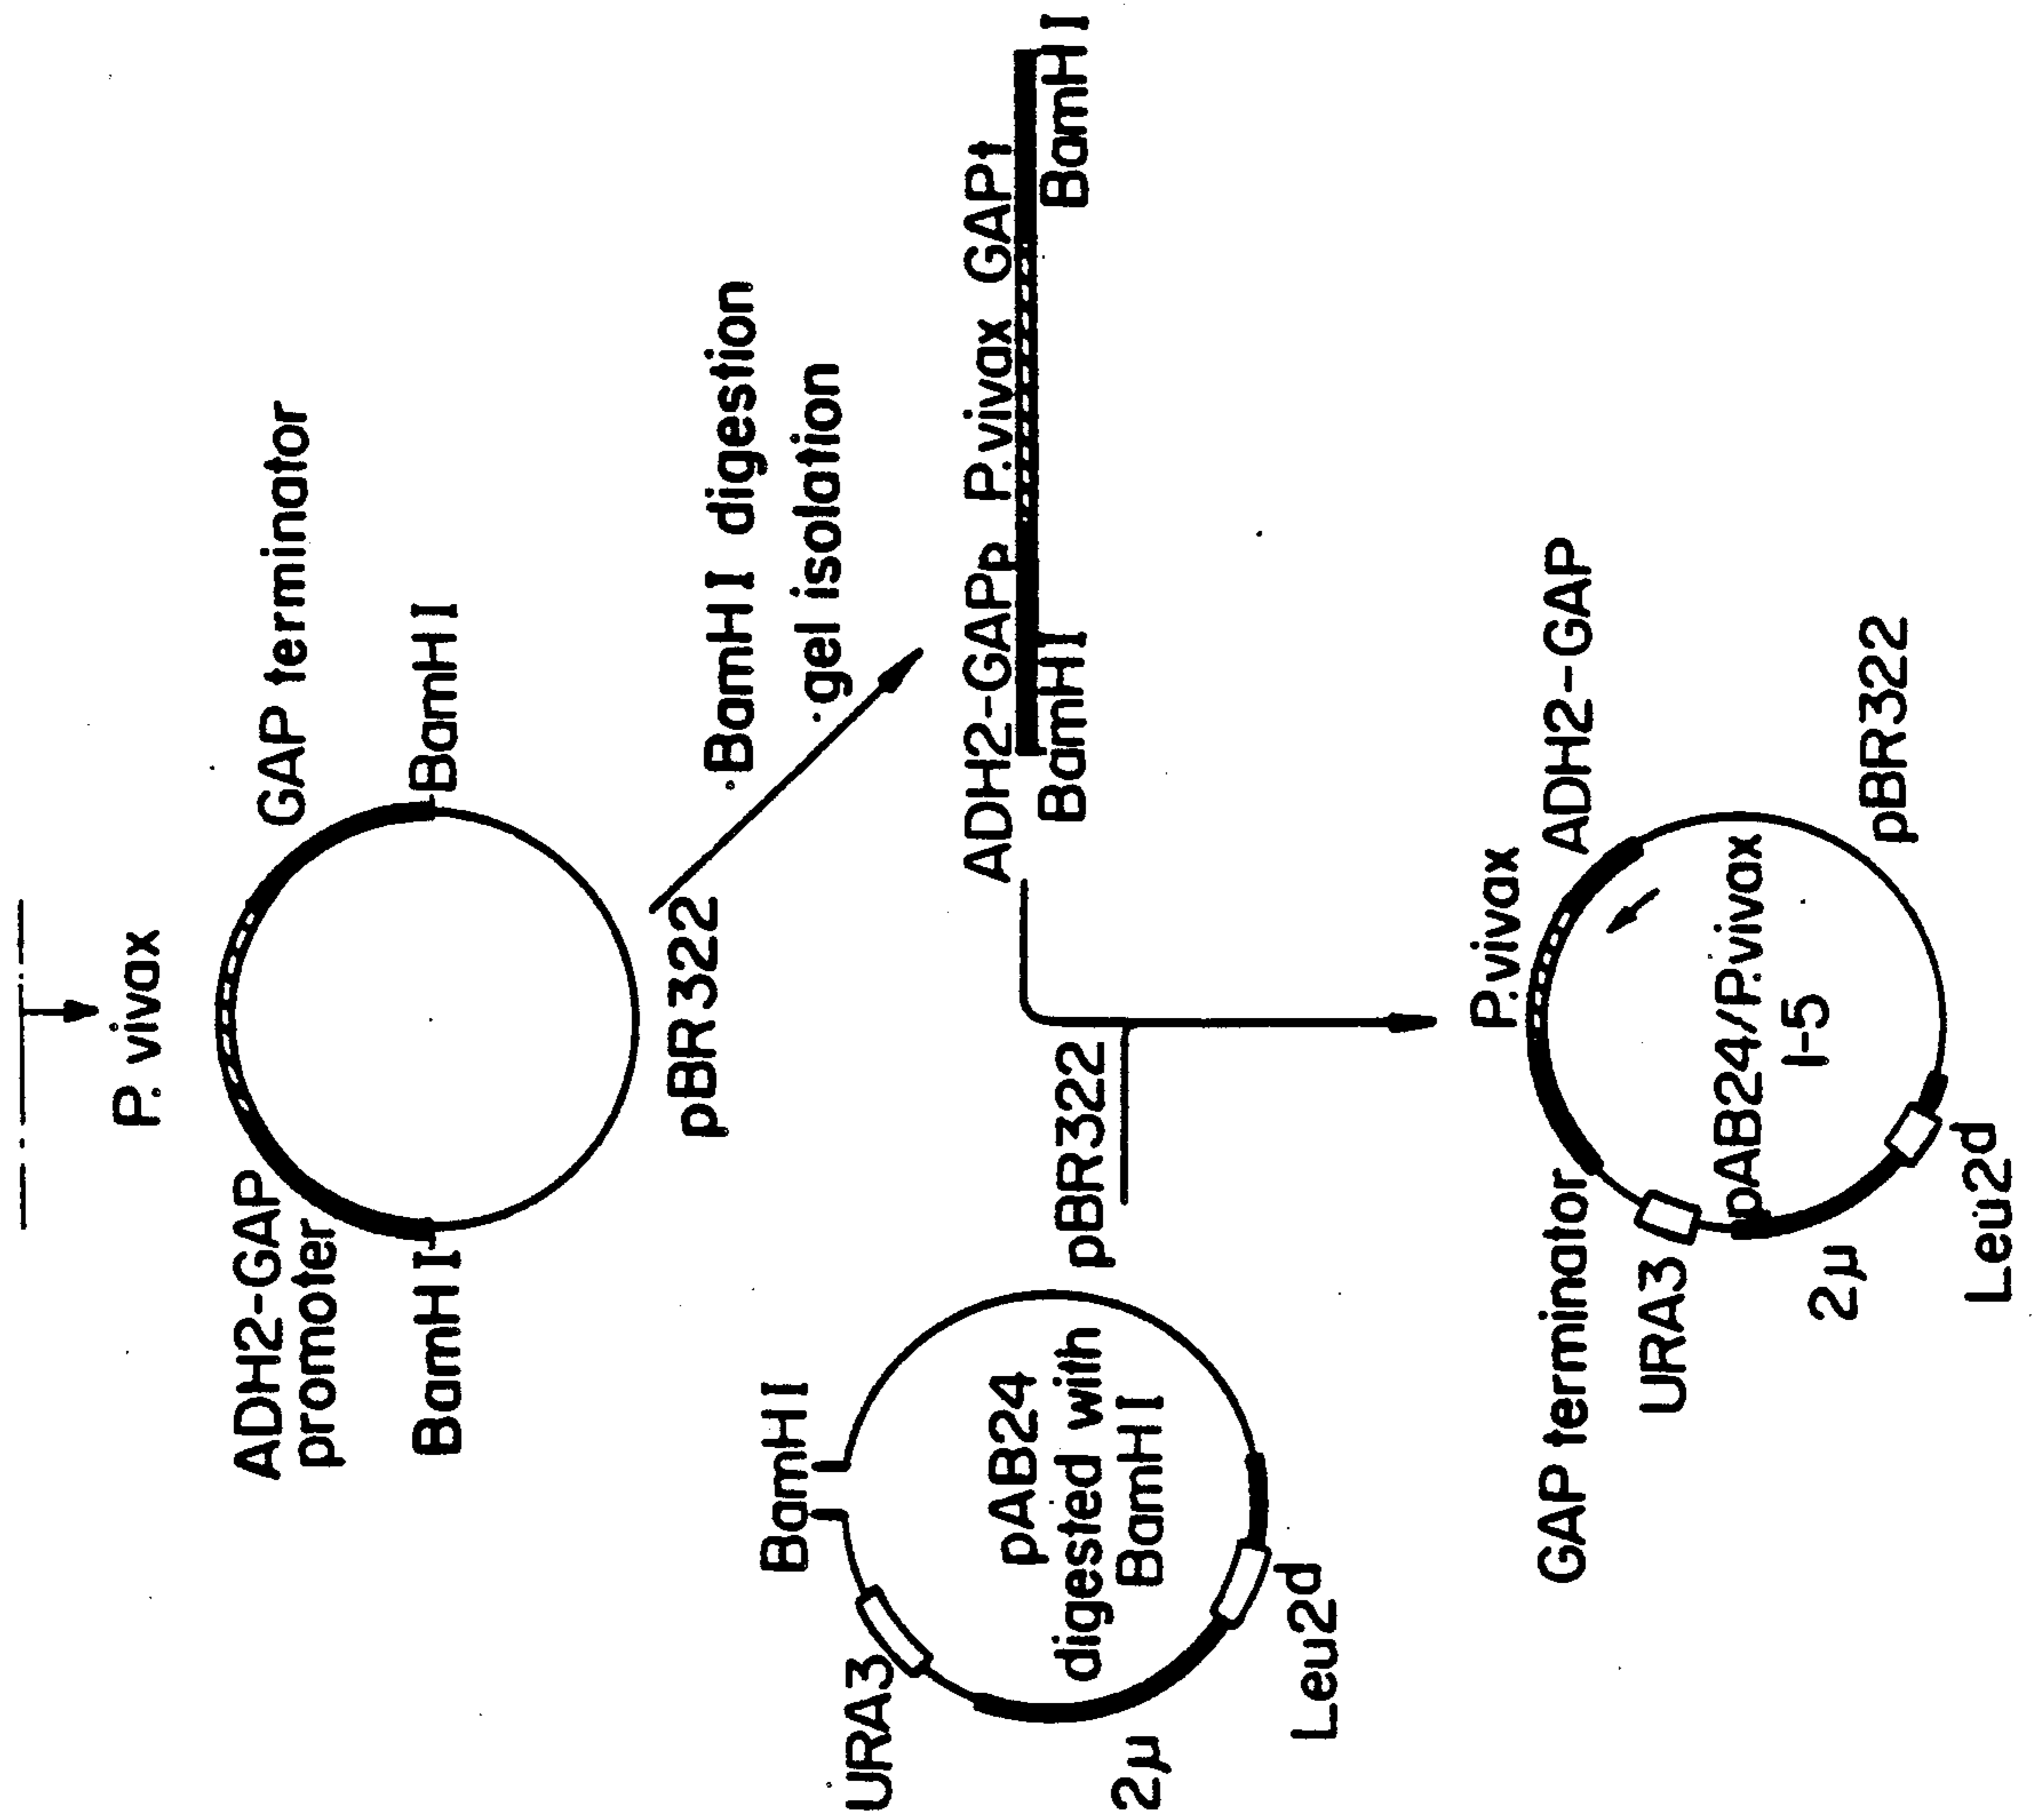 P. vivax
ADH2-GAP
promoter
GAP terminator
BamHI
BamHI
pBR322
·BamHI digestion
·gel isolation
BamHI
URA3
pAB24
digested with
BamHI
2μ
Leu2d
pBR322
ADH2-GAPp P.vivax GAPt
BamHI
BamHI
P.vivax
GAP terminator
ADH2-GAP
URA3
pAB24/P.vivax
1-5
2μ
Leu2d
pBR322